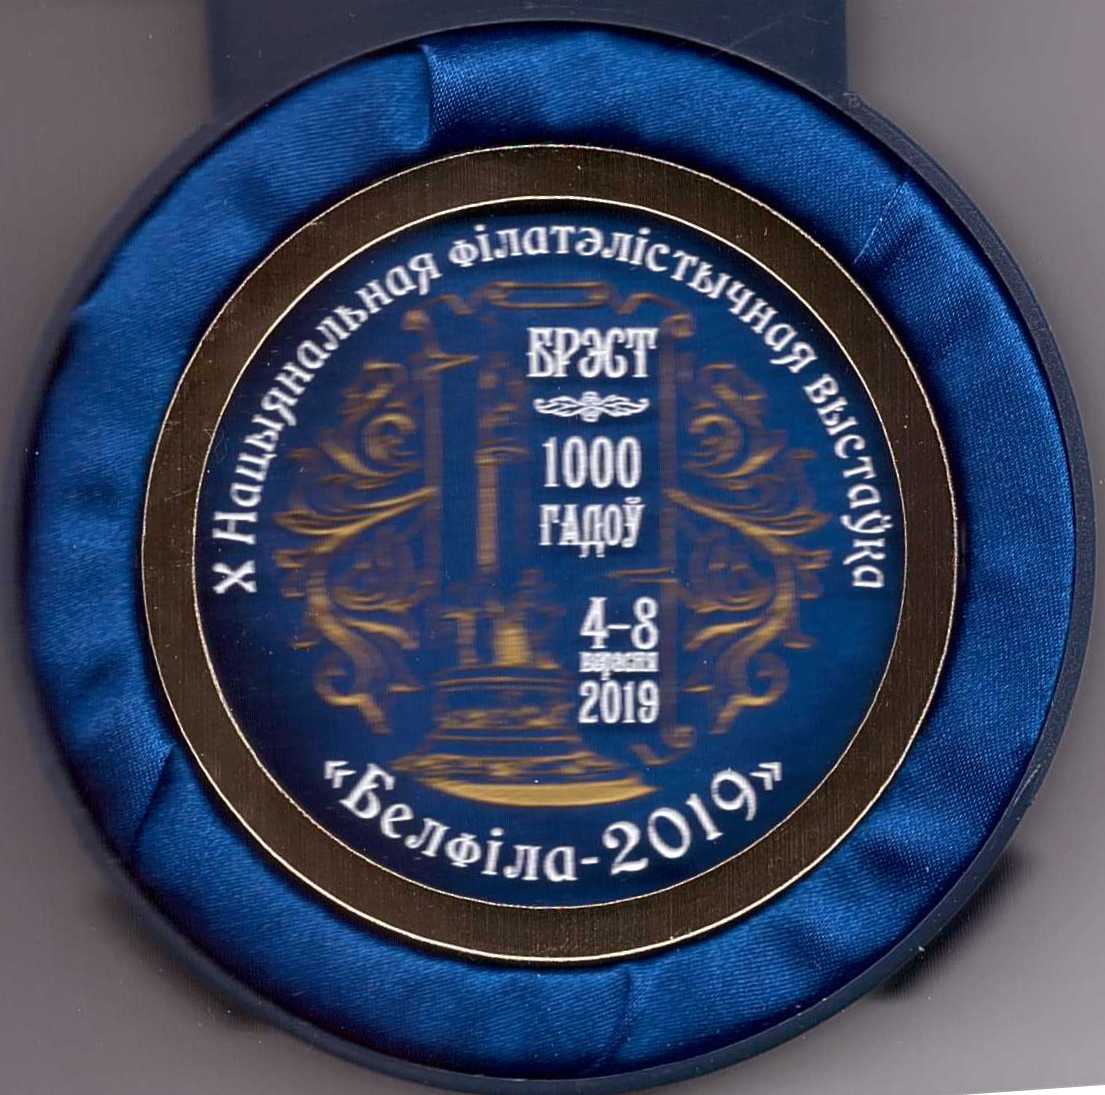 X Нацыянальная філатэлістычная выстаўка
БРЭСТ
1000
ГАДОЎ
4-8
верасня
2019
«Белфіла-2019»